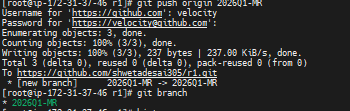 [root@ip-172-31-37-46 r1]# git push origin 2026Q1-MR
Username for 'https://github.com': velocity
Password for 'https://velocity@github.com':
Enumerating objects: 3, done.
Counting objects: 100% (3/3), done.
Writing objects: 100% (3/3), 237 bytes | 237.00 KiB/s, done.
Total 3 (delta 0), reused 0 (delta 0), pack-reused 0 (from 0)
To https://github.com/shwetadesai305/r1.git
 * [new branch]      2026Q1-MR -> 2026Q1-MR
[root@ip-172-31-37-46 r1]# git branch
* 2026Q1-MR